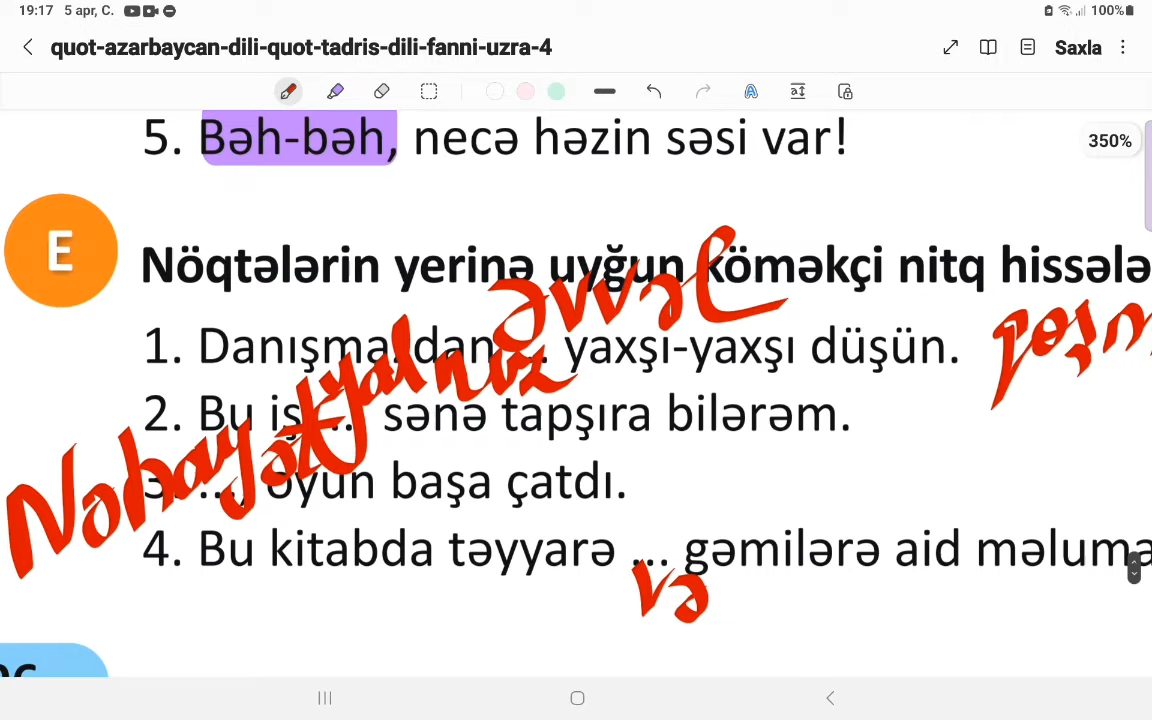 19:17 5 apr, C. 100%
quot-azarbaycan-dili-quot-tadris-dili-fanni-uzra-4 Saxla
350%
5. Bəh-bəh, necə həzin səsi var!
E
Nöqtələrin yerinə uyğun köməkçi nitq hissələ
əvvəl
1. Danışmazdan ... yaxşı-yaxşı düşün.
yalnız
2. Bu işi ... sənə tapşıra bilərəm.
Nəhayət
3. ..., oyun başa çatdı.
4. Bu kitabda təyyarə ... gəmilərə aid məluma
və